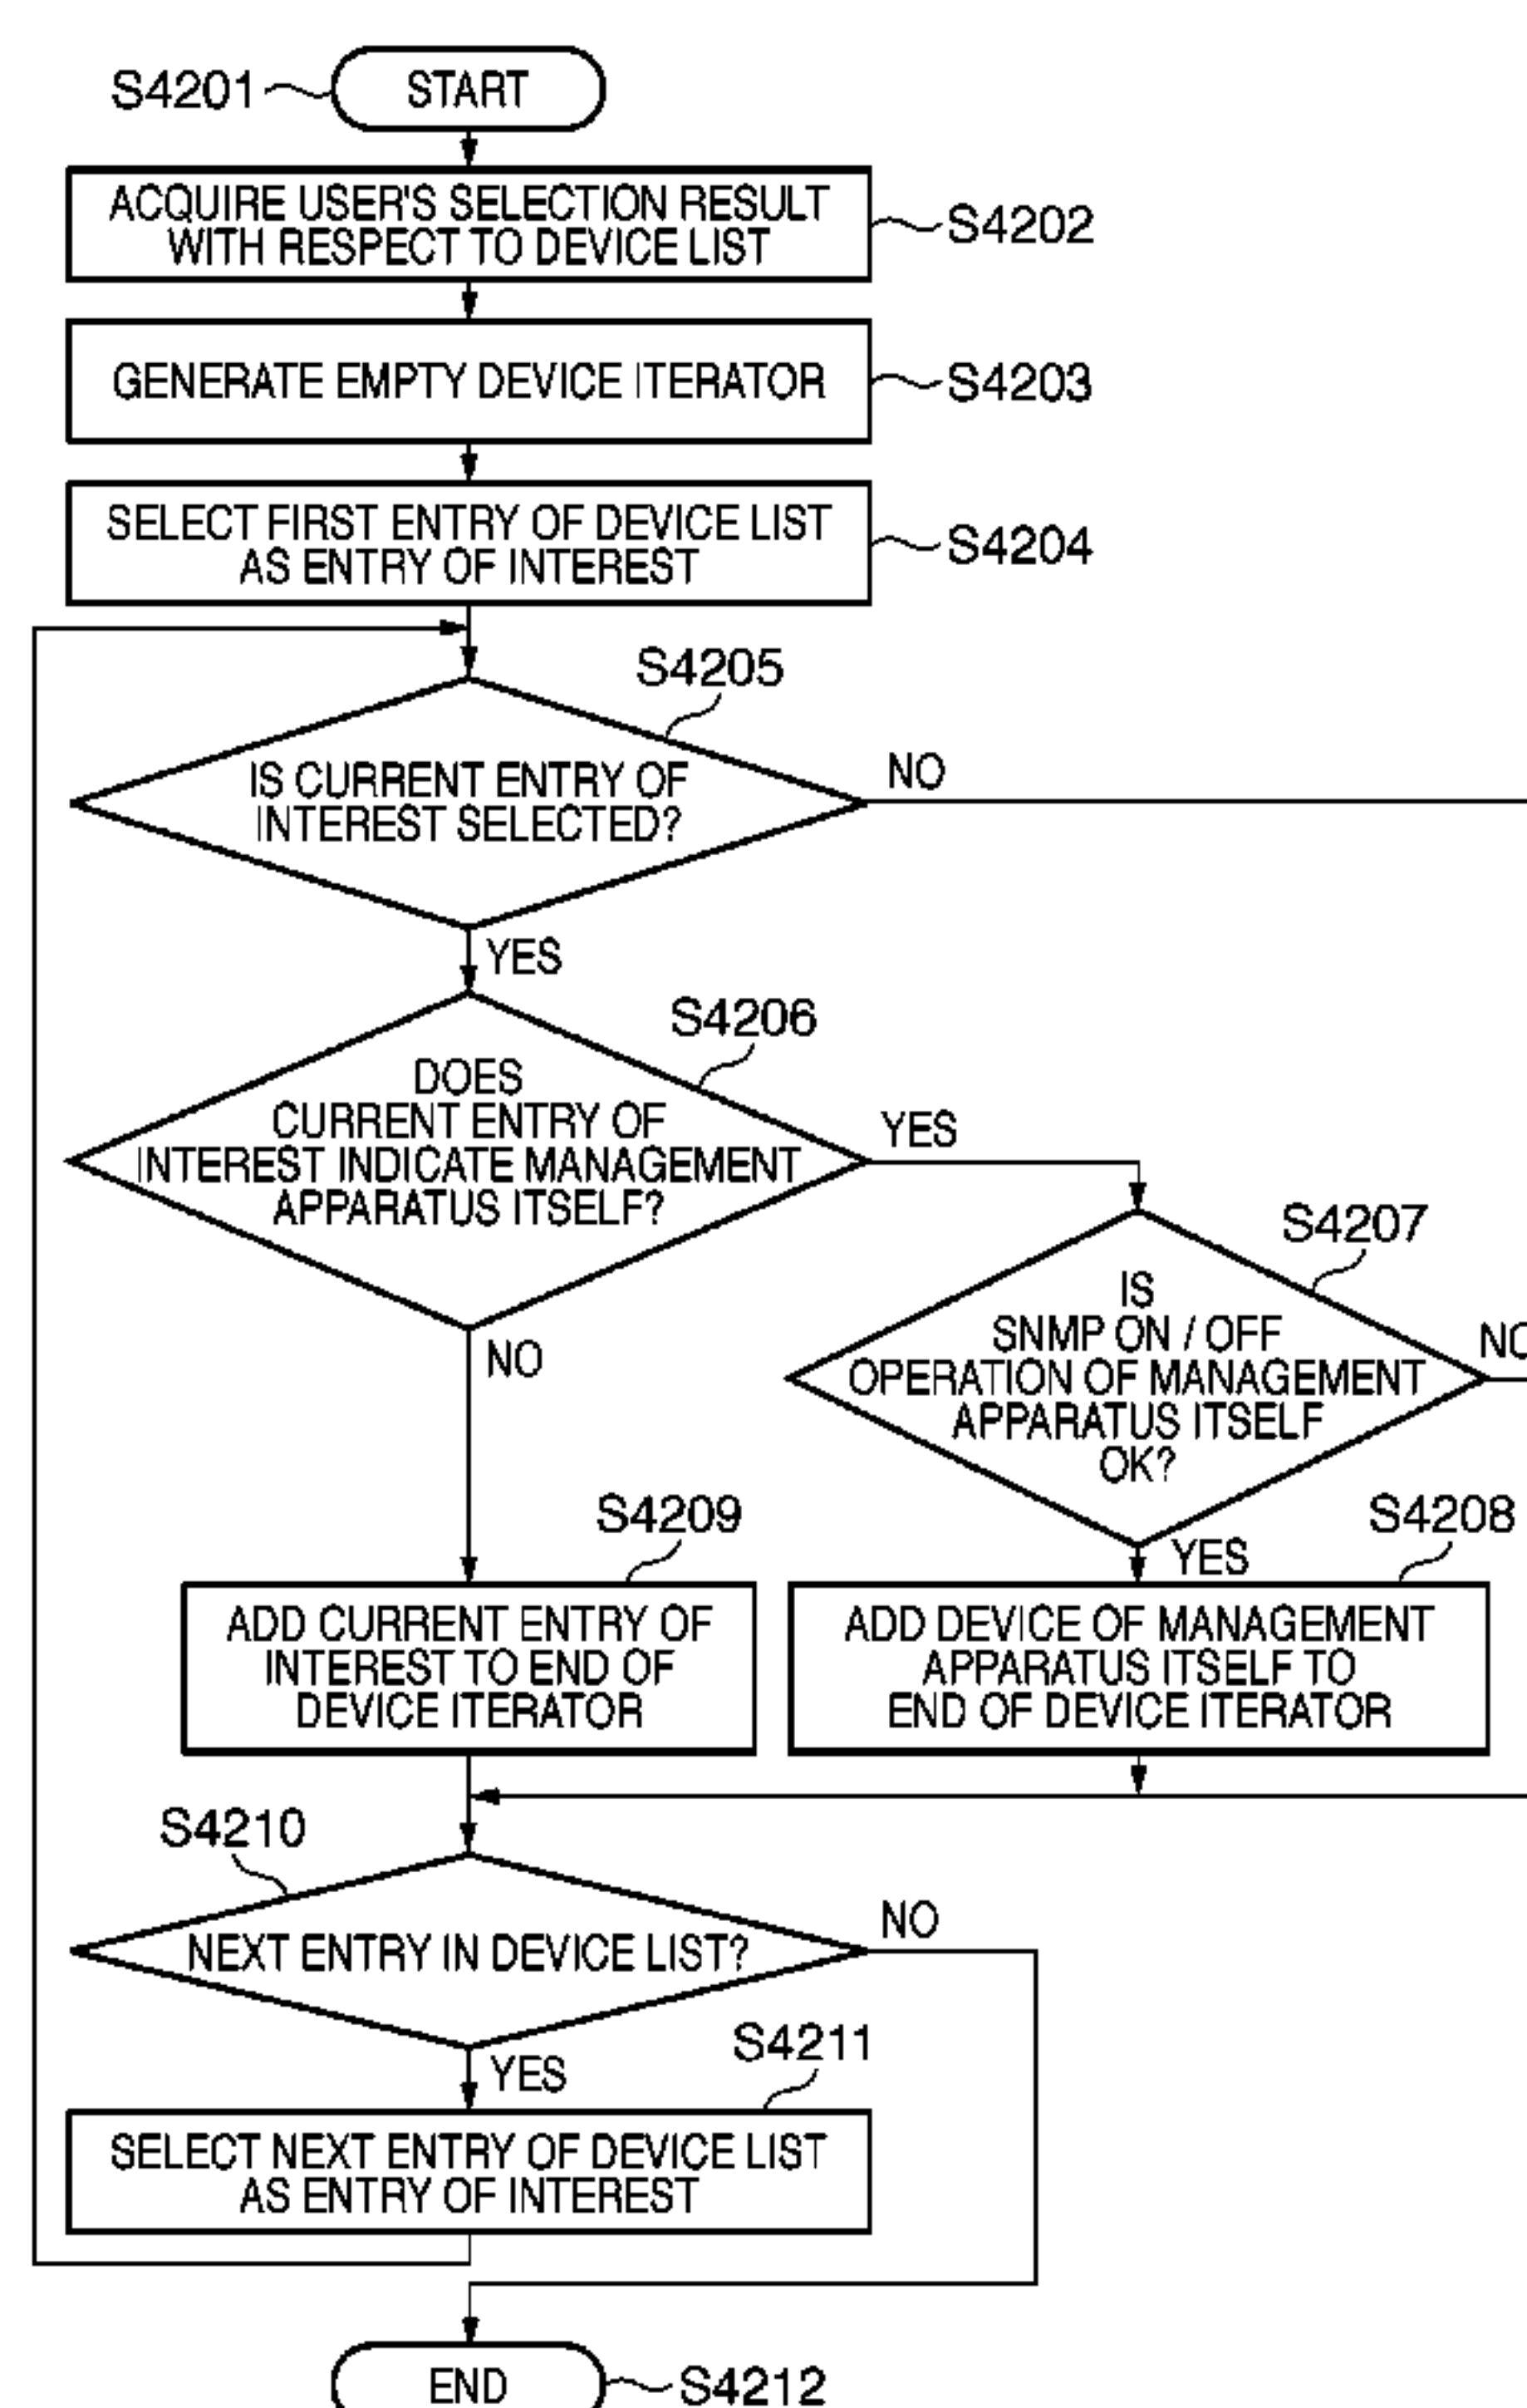 S4201
START
ACQUIRE USER'S SELECTION RESULT
WITH RESPECT TO DEVICE LIST
S4202
GENERATE EMPTY DEVICE ITERATOR
S4203
SELECT FIRST ENTRY OF DEVICE LIST
AS ENTRY OF INTEREST
S4204
S4205
IS CURRENT ENTRY OF
INTEREST SELECTED?
NO
YES
S4206
DOES
CURRENT ENTRY OF
INTEREST INDICATE MANAGEMENT
APPARATUS ITSELF?
YES
NO
S4207
IS
SNMP ON / OFF
OPERATION OF MANAGEMENT
APPARATUS ITSELF
OK?
NO
YES
S4209
ADD CURRENT ENTRY OF
INTEREST TO END OF
DEVICE ITERATOR
S4208
ADD DEVICE OF MANAGEMENT
APPARATUS ITSELF TO
END OF DEVICE ITERATOR
S4210
NEXT ENTRY IN DEVICE LIST?
NO
YES
S4211
SELECT NEXT ENTRY OF DEVICE LIST
AS ENTRY OF INTEREST
END
S4212